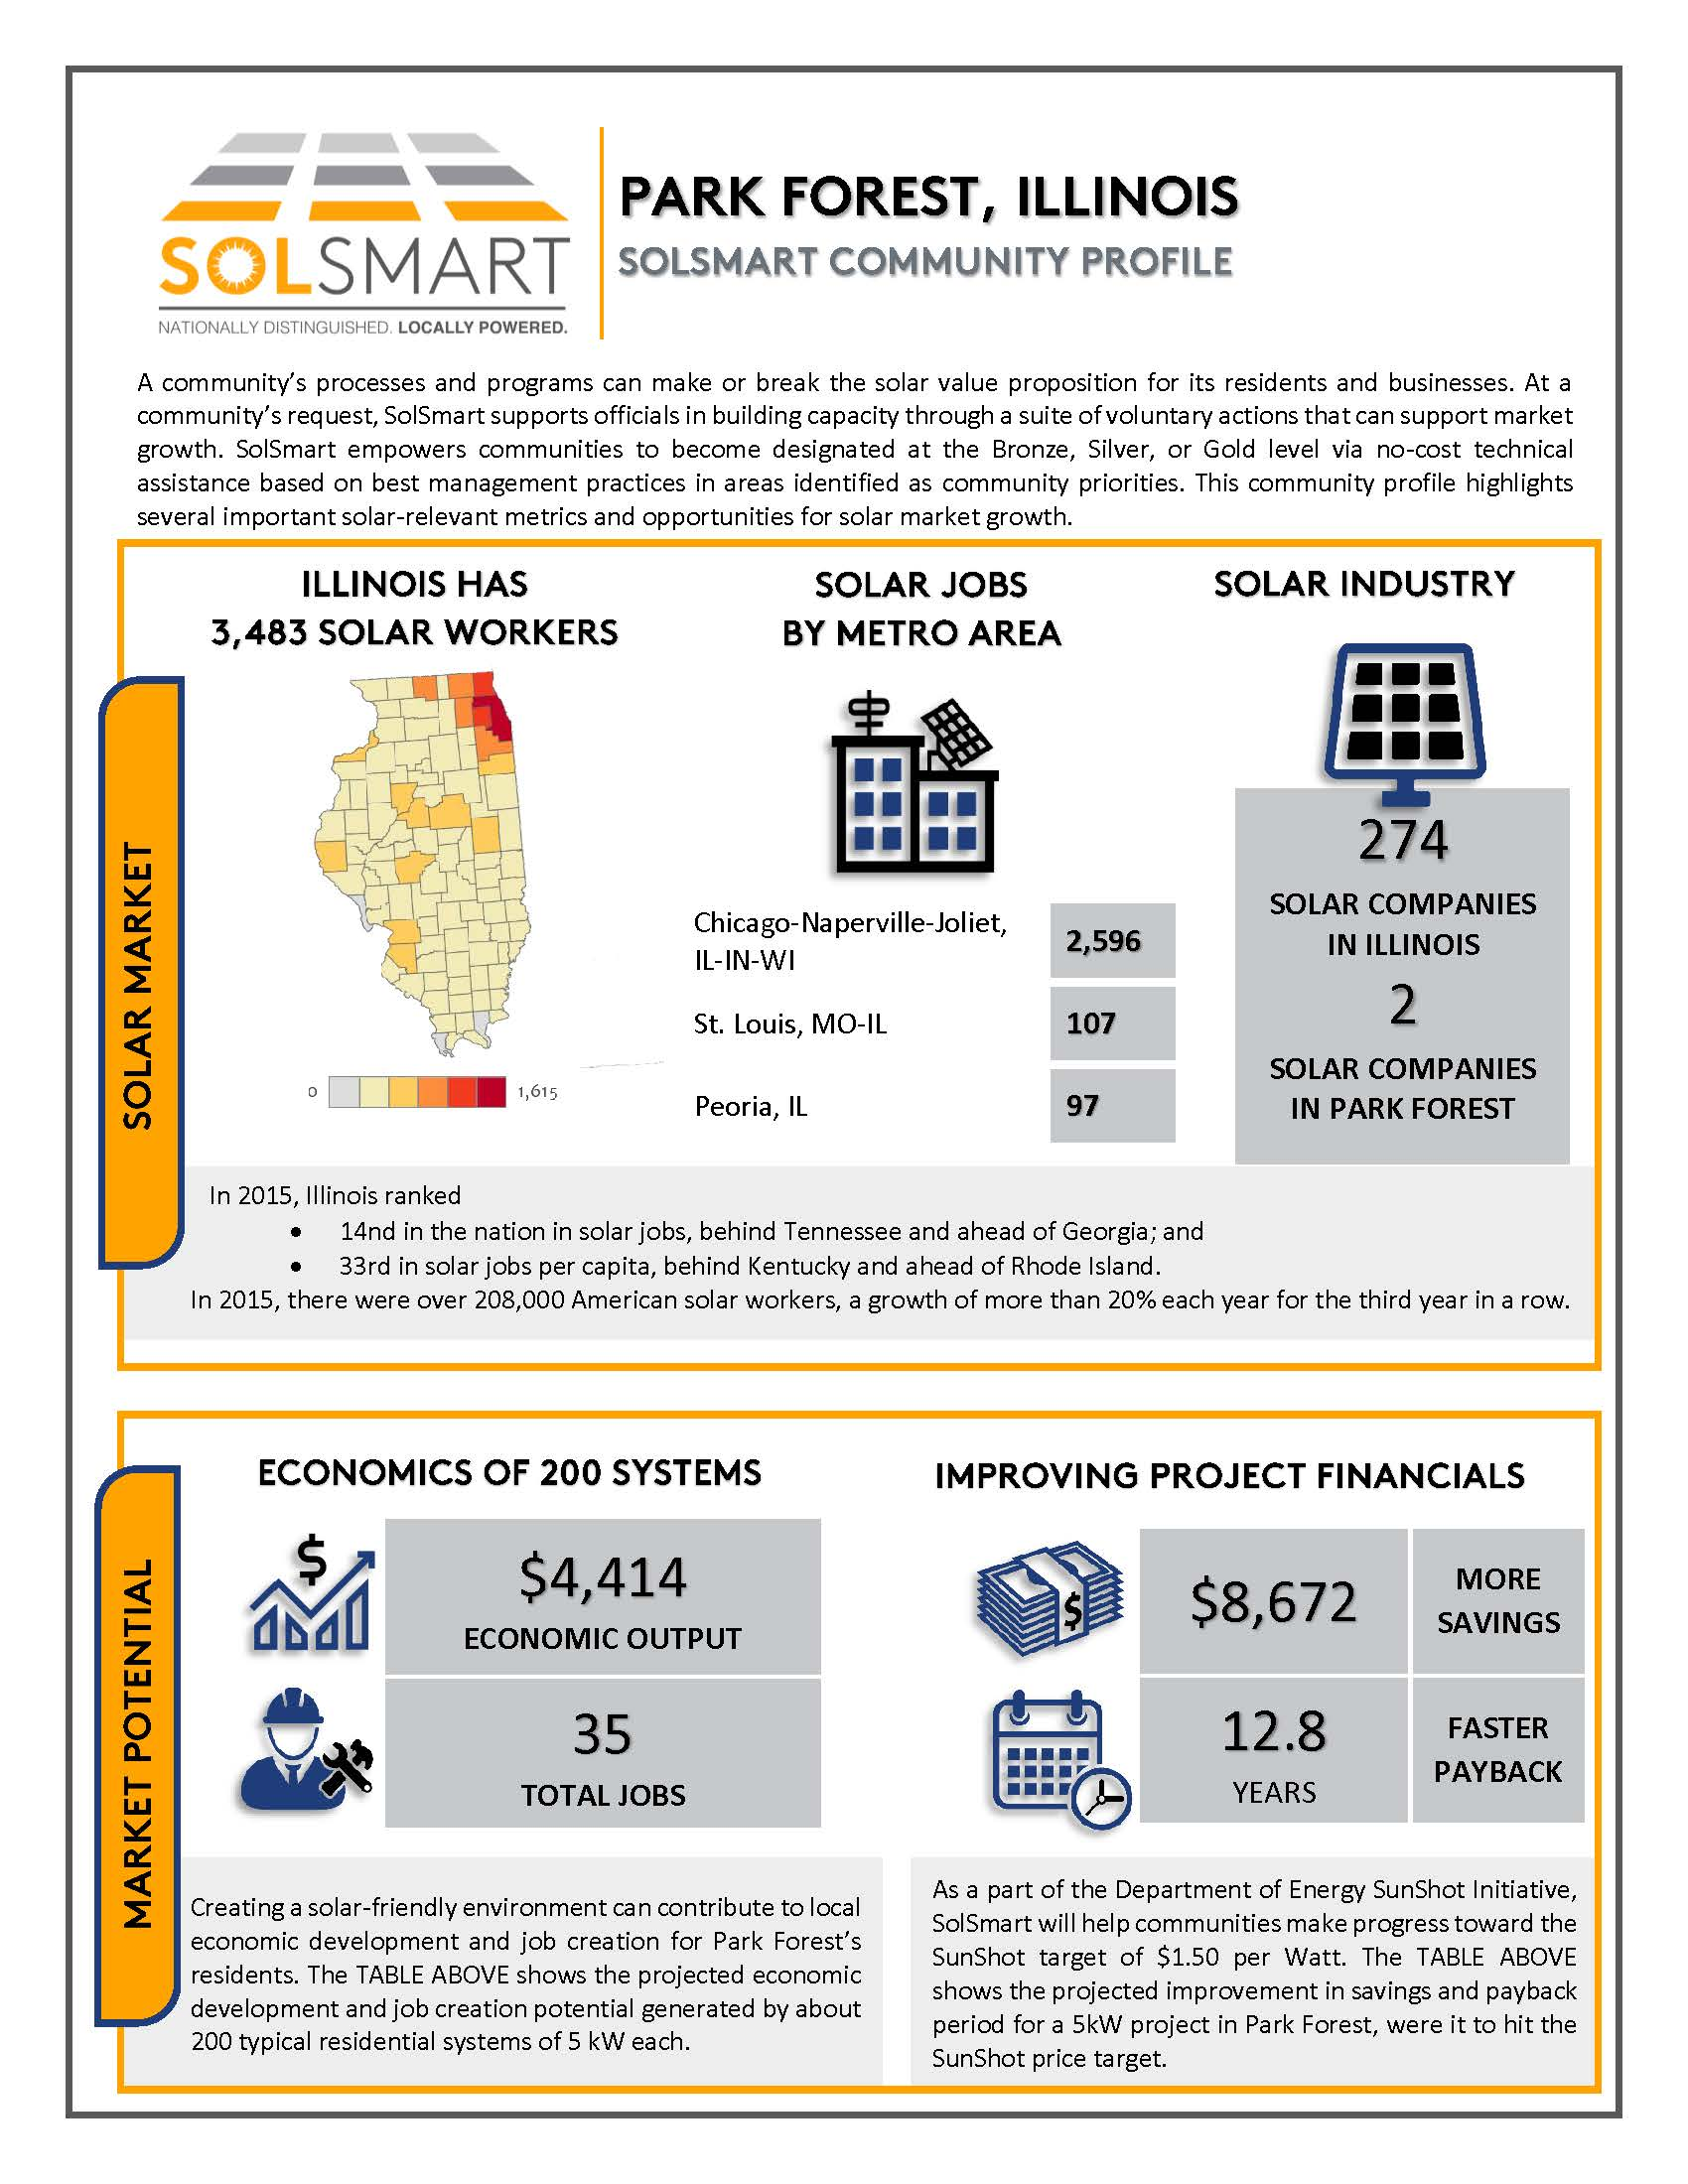 SOLSMART
NATIONALLY DISTINGUISHED. LOCALLY POWERED.
PARK FOREST, ILLINOIS
SOLSMART COMMUNITY PROFILE
A community's processes and programs can make or break the solar value proposition for its residents and businesses. At a
community's request, SolSmart supports officials in building capacity through a suite of voluntary actions that can support market
growth. SolSmart empowers communities to become designated at the Bronze, Silver, or Gold level via no-cost technical
assistance based on best management practices in areas identified as community priorities. This community profile highlights
several important solar-relevant metrics and opportunities for solar market growth.
SOLAR MARKET
ILLINOIS HAS
3,483 SOLAR WORKERS
0
1,615
SOLAR JOBS
BY METRO AREA
Chicago-Naperville-Joliet,
IL-IN-WI
2,596
St. Louis, MO-IL
107
Peoria, IL
97
SOLAR INDUSTRY
274
SOLAR COMPANIES
IN ILLINOIS
2
SOLAR COMPANIES
IN PARK FOREST
In 2015, Illinois ranked
• 14nd in the nation in solar jobs, behind Tennessee and ahead of Georgia; and
• 33rd in solar jobs per capita, behind Kentucky and ahead of Rhode Island.
In 2015, there were over 208,000 American solar workers, a growth of more than 20% each year for the third year in a row.
MARKET POTENTIAL
ECONOMICS OF 200 SYSTEMS
$
$4,414
ECONOMIC OUTPUT
35
TOTAL JOBS
Creating a solar-friendly environment can contribute to local
economic development and job creation for Park Forest's
residents. The TABLE ABOVE shows the projected economic
development and job creation potential generated by about
200 typical residential systems of 5 kW each.
IMPROVING PROJECT FINANCIALS
$
$8,672
MORE
SAVINGS
12.8
YEARS
FASTER
PAYBACK
As a part of the Department of Energy SunShot Initiative,
SolSmart will help communities make progress toward the
SunShot target of $1.50 per Watt. The TABLE ABOVE
shows the projected improvement in savings and payback
period for a 5kW project in Park Forest, were it to hit the
SunShot price target.